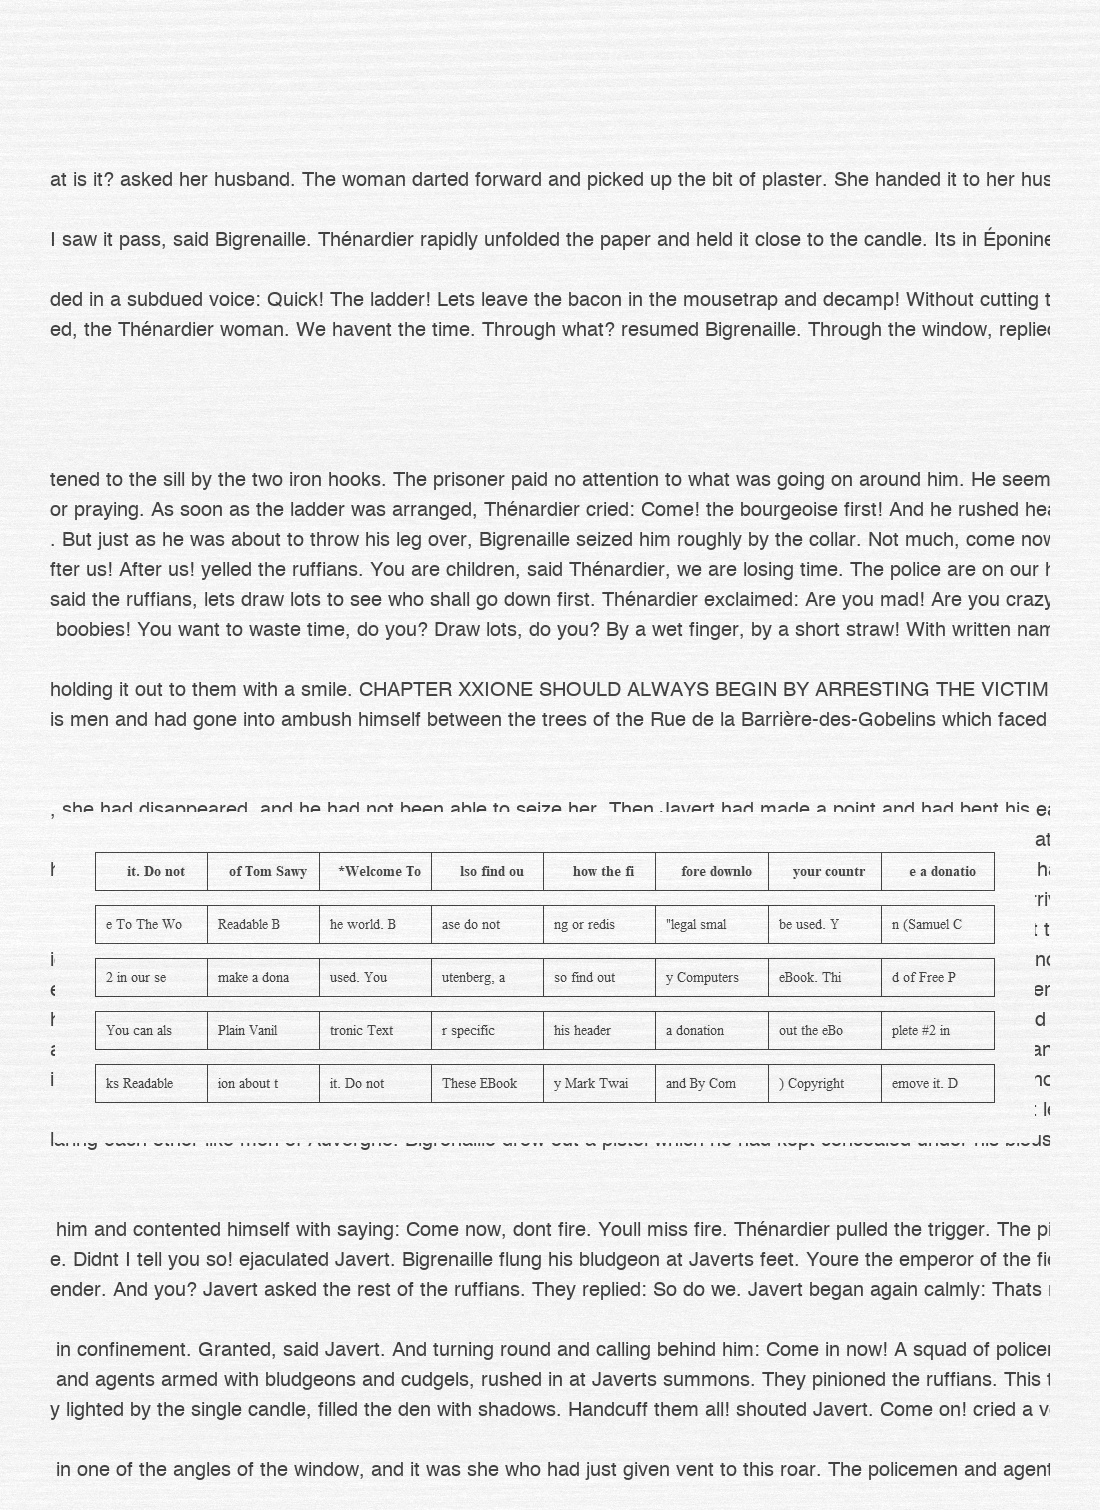 at is it? asked her husband. The woman darted forward and picked up the bit of plaster. She handed it to her hus
I saw it pass, said Bigrenaille. Thénardier rapidly unfolded the paper and held it close to the candle. Its in Éponine
ded in a subdued voice: Quick! The ladder! Lets leave the bacon in the mousetrap and decamp! Without cutting t
ed, the Thénardier woman. We havent the time. Through what? resumed Bigrenaille. Through the window, replied
tened to the sill by the two iron hooks. The prisoner paid no attention to what was going on around him. He seem
or praying. As soon as the ladder was arranged, Thénardier cried: Come! the bourgeoise first! And he rushed hea
. But just as he was about to throw his leg over, Bigrenaille seized him roughly by the collar. Not much, come now
fter us! After us! yelled the ruffians. You are children, said Thénardier, we are losing time. The police are on our h
said the ruffians, lets draw lots to see who shall go down first. Thénardier exclaimed: Are you mad! Are you crazy
boobies! You want to waste time, do you? Draw lots, do you? By a wet finger, by a short straw! With written nam
holding it out to them with a smile. CHAPTER XXIONE SHOULD ALWAYS BEGIN BY ARRESTING THE VICTIM
is men and had gone into ambush himself between the trees of the Rue de la Barrière-des-Gobelins which faced
, she had disappeared, and he had not been able to seize her. Then Javert had made a point and had bent his ea
it. Do not of Tom Sawy *Welcome To lso find ou how the fi fore downlo your countr e a donatio
e To The Wo Readable B he world. B ase do not ng or redis "legal smal be used. Y n (Samuel C
2 in our se make a dona used. You utenberg, a so find out y Computers eBook. Thi d of Free P
You can als Plain Vanil tronic Text r specific his header a donation out the eBo plete #2 in
ks Readable ion about t it. Do not These EBook y Mark Twai and By Com ) Copyright emove it. D
laring each other like men of Auvergne. Bigrenaille drew out a pistol which he had kept concealed under his blous
him and contented himself with saying: Come now, dont fire. Youll miss fire. Thénardier pulled the trigger. The pi
e. Didnt I tell you so! ejaculated Javert. Bigrenaille flung his bludgeon at Javerts feet. Youre the emperor of the fie
ender. And you? Javert asked the rest of the ruffians. They replied: So do we. Javert began again calmly: Thats
in confinement. Granted, said Javert. And turning round and calling behind him: Come in now! A squad of policen
and agents armed with bludgeons and cudgels, rushed in at Javerts summons. They pinioned the ruffians. This t
y lighted by the single candle, filled the den with shadows. Handcuff them all! shouted Javert. Come on! cried a v
in one of the angles of the window, and it was she who had just given vent to this roar. The policemen and agent